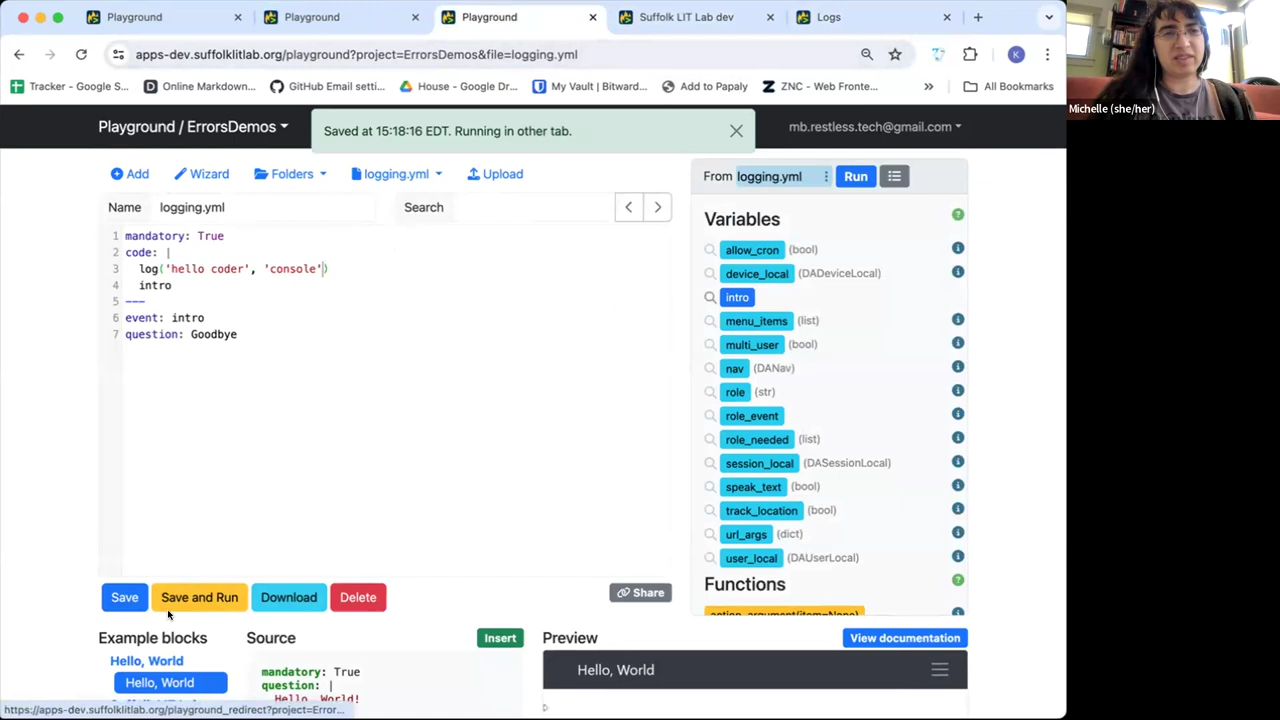 Playground
Playground
Playground
Suffolk LIT Lab dev
Logs
apps-dev.suffolklitlab.org/playground?project=ErrorsDemos&file=logging.yml
K
Tracker - Google S...
Online Markdown...
GitHub Email setti...
House - Google Dr...
My Vault | Bitward...
Add to Papaly
ZNC - Web Frente...
»
All Bookmarks
Michelle (she/her)
Playground / ErrorsDemos
Saved at 15:18:16 EDT. Running in other tab.
mb.restless.tech@gmail.com
Add
Wizard
Folders
logging.yml
Upload
From logging.yml
Run
Name logging.yml
Search
Variables
1 mandatory: True
2 code: |
3 log('hello coder', 'console')
4 intro
5 ---
6 event: intro
7 question: Goodbye
allow_cron (bool)
device_local (DADeviceLocal)
intro
menu_items (list)
multi_user (bool)
nav (DANav)
role (str)
role_event
role_needed (list)
session_local (DASessionLocal)
speak_text (bool)
track_location (bool)
url_args (dict)
user_local (DAUserLocal)
Functions
action_argument(item=None)
Save
Save and Run
Download
Delete
Share
Example blocks
Source
Insert
Preview
View documentation
Hello, World
Hello, World
mandatory: True
question: |
Hello, World!
Hello, World
https://apps-dev.suffolklitlab.org/playground_redirect?project=Error...